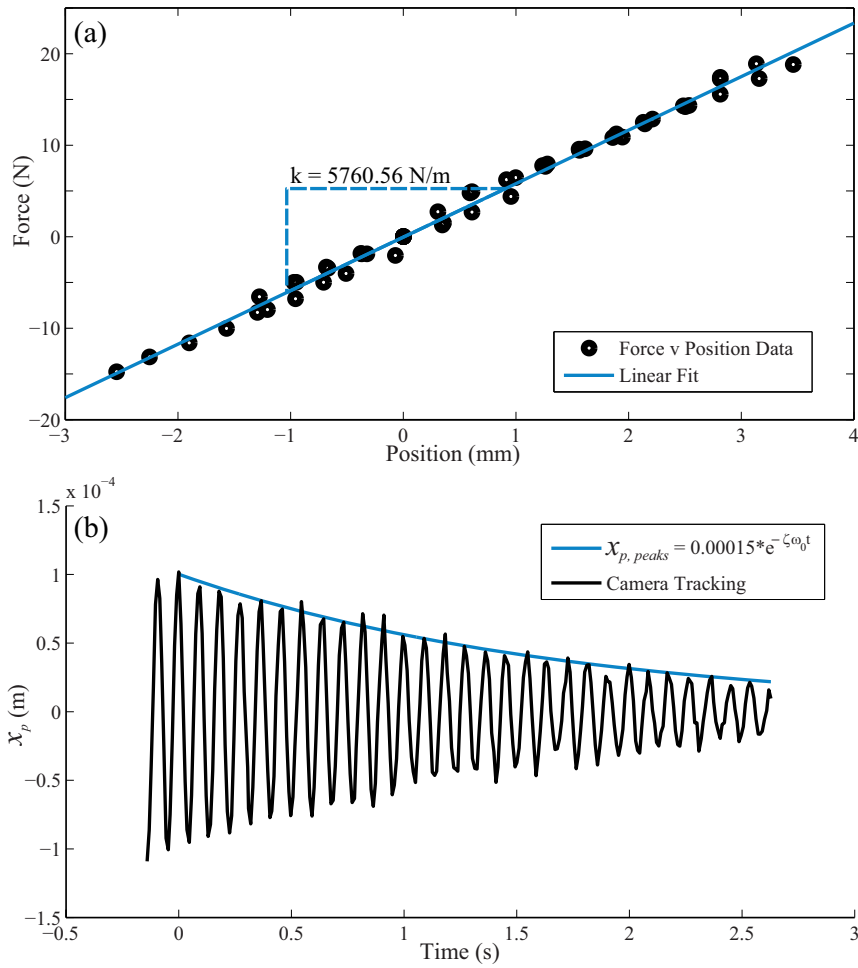 (a)
20
10
0
−10
−20
Force (N)
k = 5760.56 N/m
Force v Position Data
Linear Fit
−3 −2 −1 0 1 2 3 4
Position (mm)
x 10⁻⁴
(b)
1.5
1
0.5
0
−0.5
−1
−1.5
xₚ (m)
x_{p, peaks} = 0.00015*e^{−ζω₀t}
Camera Tracking
−0.5 0 0.5 1 1.5 2 2.5 3
Time (s)